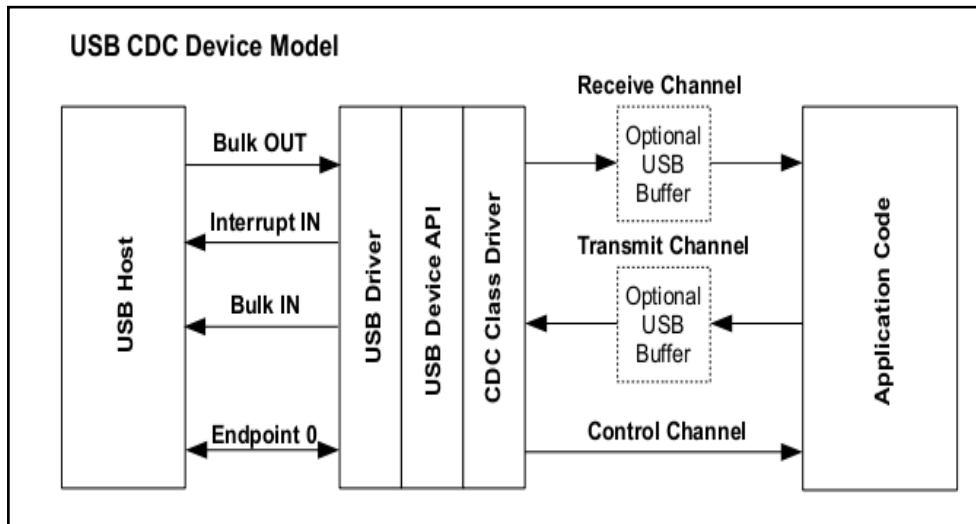 USB CDC Device Model
Receive Channel
Bulk OUT
Optional
USB
Buffer
Interrupt IN
Transmit Channel
Bulk IN
Optional
USB
Buffer
Endpoint 0
Control Channel
USB Host
USB Driver
USB Device API
CDC Class Driver
Application Code